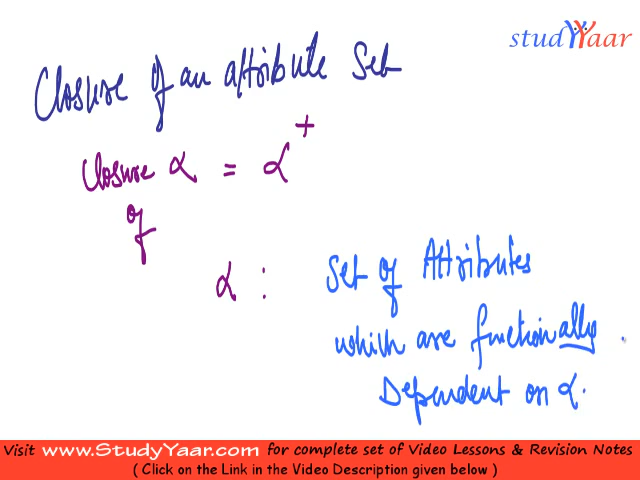 studYYaar
Closure of an attribute Set
Closure α = α⁺
of
α : Set of Attributes
which are functionally
Dependent on α.
Visit www.StudyYaar.com for complete set of Video Lessons & Revision Notes
( Click on the Link in the Video Description given below )